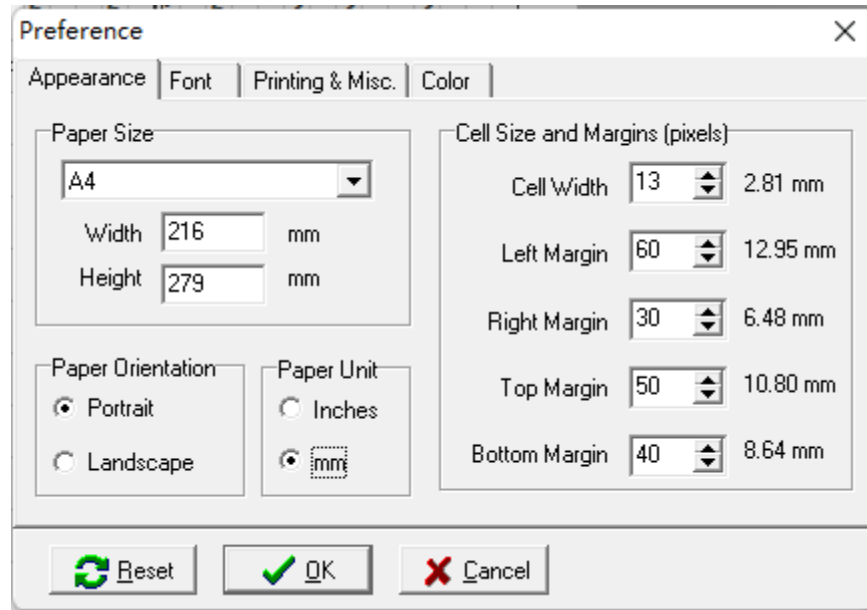 Preference
Appearance Font Printing & Misc. Color
Paper Size
A4
Width 216 mm
Height 279 mm
Paper Orientation
Portrait
Landscape
Paper Unit
Inches
mm
Cell Size and Margins (pixels)
Cell Width 13 2.81 mm
Left Margin 60 12.95 mm
Right Margin 30 6.48 mm
Top Margin 50 10.80 mm
Bottom Margin 40 8.64 mm
Reset OK Cancel